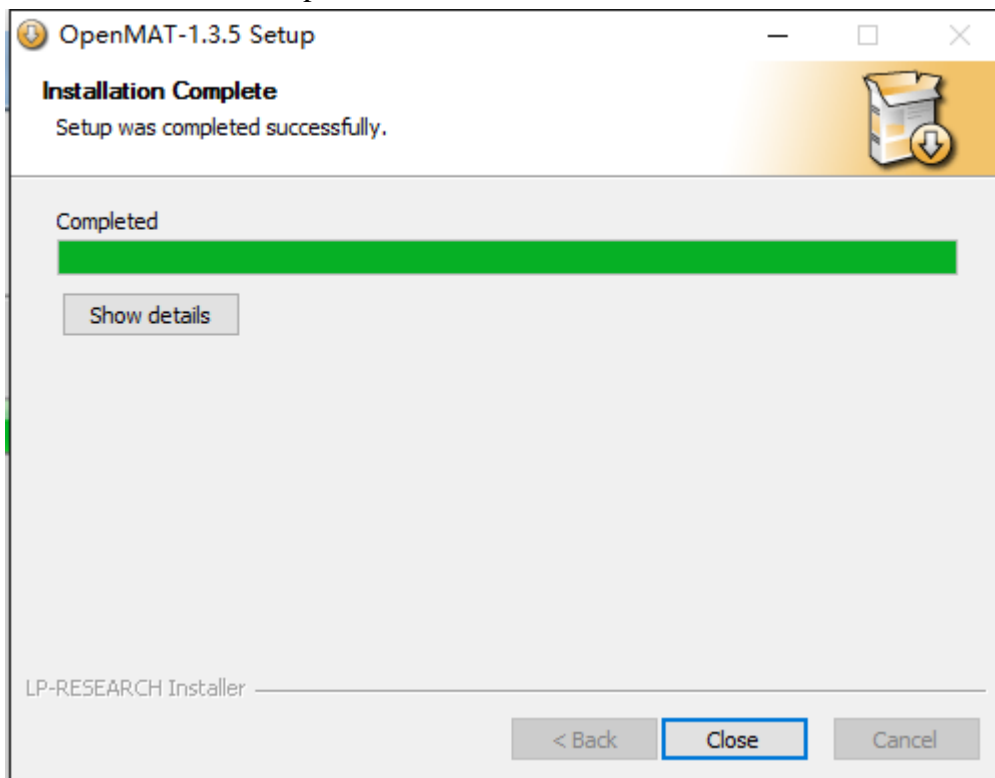 OpenMAT-1.3.5 Setup
Installation Complete
Setup was completed successfully.
Completed
Show details
LP-RESEARCH Installer
< Back
Close
Cancel